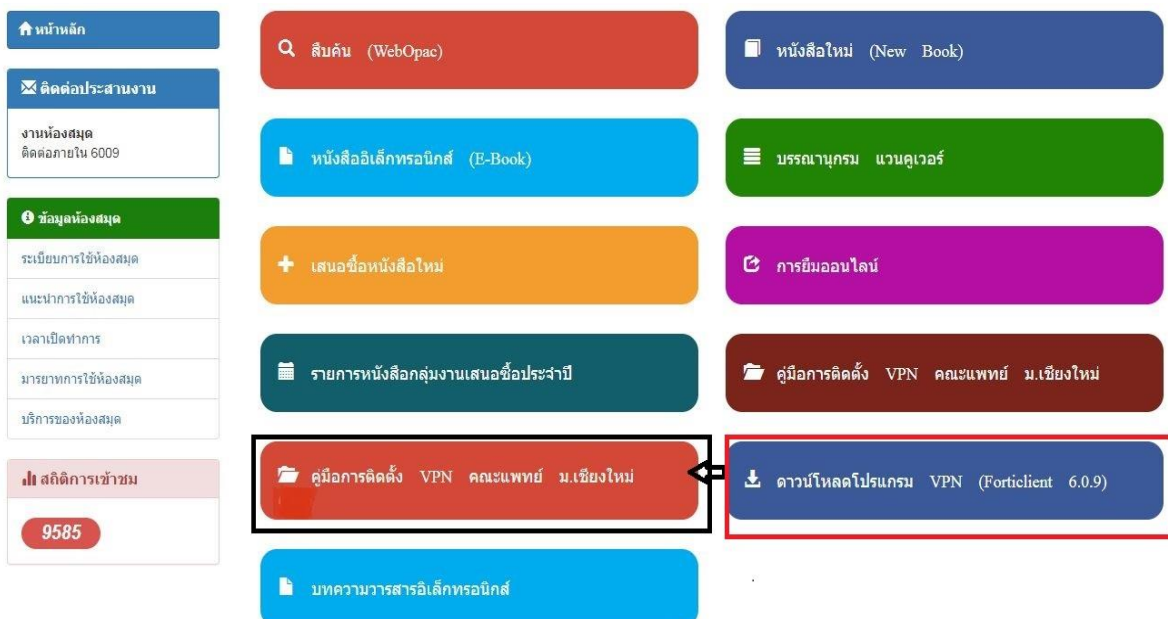 หน้าหลัก
ติดต่อประสานงาน
งานห้องสมุด
ติดต่อภายใน 6009
ข้อมูลห้องสมุด
ระเบียบการใช้ห้องสมุด
แนะนำการใช้ห้องสมุด
เวลาเปิดทำการ
มารยาทการใช้ห้องสมุด
บริการของห้องสมุด
สถิติการเข้าชม
9585
สืบค้น (WebOpac)
หนังสือใหม่ (New Book)
หนังสืออิเล็กทรอนิกส์ (E-Book)
บรรณานุกรม แวนคูเวอร์
เสนอซื้อหนังสือใหม่
การยืมออนไลน์
รายการหนังสือกลุ่มงานเสนอซื้อประจำปี
คู่มือการติดตั้ง VPN คณะแพทย์ ม.เชียงใหม่
คู่มือการติดตั้ง VPN คณะแพทย์ ม.เชียงใหม่
ดาวน์โหลดโปรแกรม VPN (Forticlient 6.0.9)
บทความวารสารอิเล็กทรอนิกส์